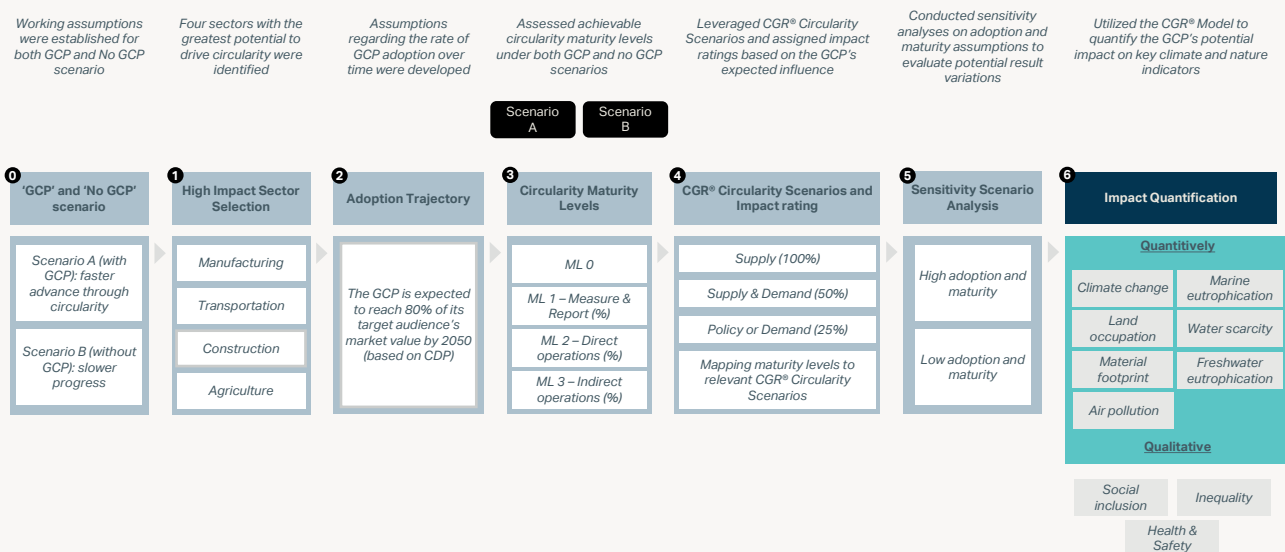 Working assumptions
were established for
both GCP and No GCP
scenario
Four sectors with the
greatest potential to
drive circularity were
identified
Assumptions
regarding the rate of
GCP adoption over
time were developed
Assessed achievable
circularity maturity levels
under both GCP and no GCP
scenarios
Leveraged CGR® Circularity
Scenarios and assigned impact
ratings based on the GCP's
expected influence
Conducted sensitivity
analyses on adoption and
maturity assumptions to
evaluate potential result
variations
Utilized the CGR® Model to
quantify the GCP's potential
impact on key climate and nature
indicators
Scenario
A
Scenario
B
0
'GCP' and 'No GCP'
scenario
Scenario A (with
GCP): faster
advance through
circularity
Scenario B (without
GCP): slower
progress
1
High Impact Sector
Selection
Manufacturing
Transportation
Construction
Agriculture
2
Adoption Trajectory
The GCP is expected
to reach 80% of its
target audience's
market value by 2050
(based on CDP)
3
Circularity Maturity
Levels
ML 0
ML 1 – Measure &
Report (%)
ML 2 – Direct
operations (%)
ML 3 – Indirect
operations (%)
4
CGR® Circularity Scenarios and
Impact rating
Supply (100%)
Supply & Demand (50%)
Policy or Demand (25%)
Mapping maturity levels to
relevant CGR® Circularity
Scenarios
5
Sensitivity Scenario
Analysis
High adoption and
maturity
Low adoption and
maturity
6
Impact Quantification
Quantitively
Climate change
Marine
eutrophication
Land
occupation
Water scarcity
Material
footprint
Freshwater
eutrophication
Air pollution
Qualitative
Social
inclusion
Inequality
Health &
Safety